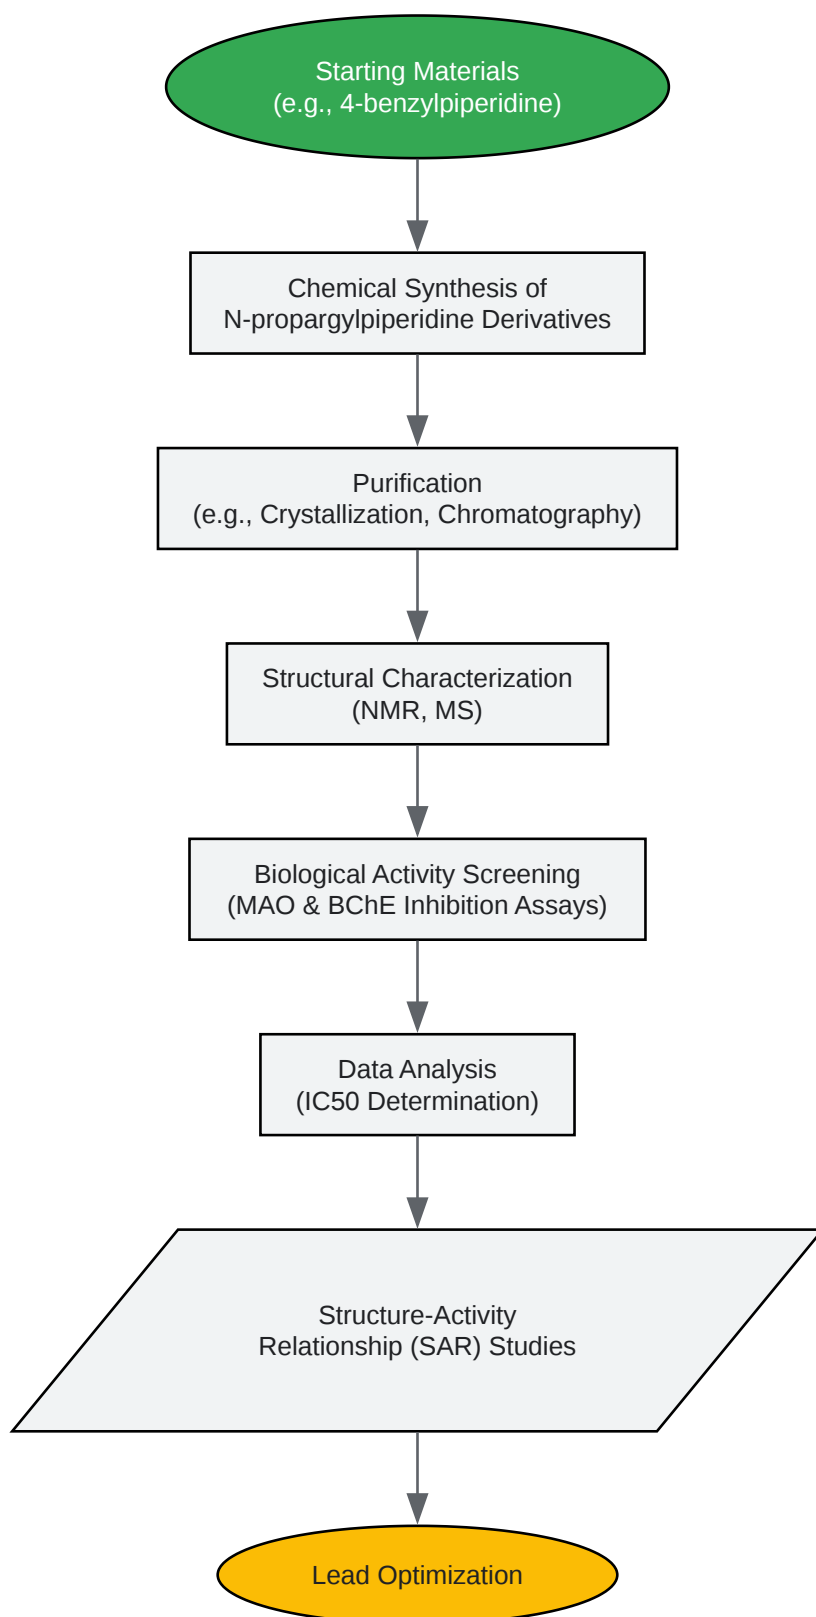 Starting Materials
(e.g., 4-benzylpiperidine)
Chemical Synthesis of
N-propargylpiperidine Derivatives
Purification
(e.g., Crystallization, Chromatography)
Structural Characterization
(NMR, MS)
Biological Activity Screening
(MAO & BChE Inhibition Assays)
Data Analysis
(IC50 Determination)
Structure-Activity
Relationship (SAR) Studies
Lead Optimization